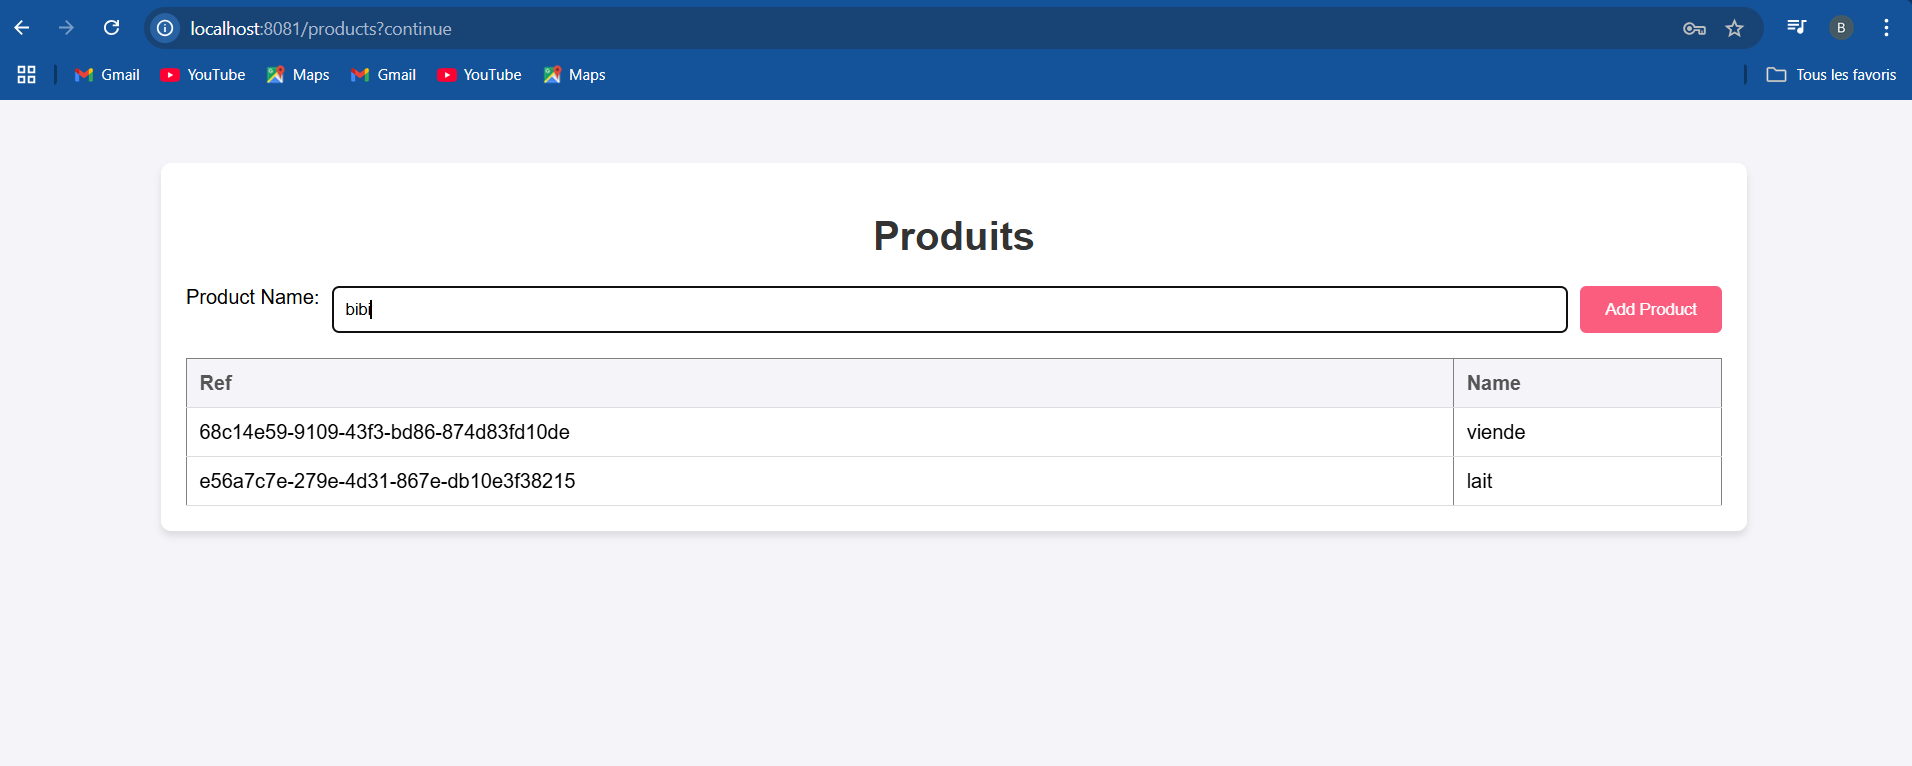 localhost:8081/products?continue
B
Gmail YouTube Maps Gmail YouTube Maps Tous les favoris
Produits
Product Name: bibi Add Product
Ref Name
68c14e59-9109-43f3-bd86-874d83fd10de viende
e56a7c7e-279e-4d31-867e-db10e3f38215 lait